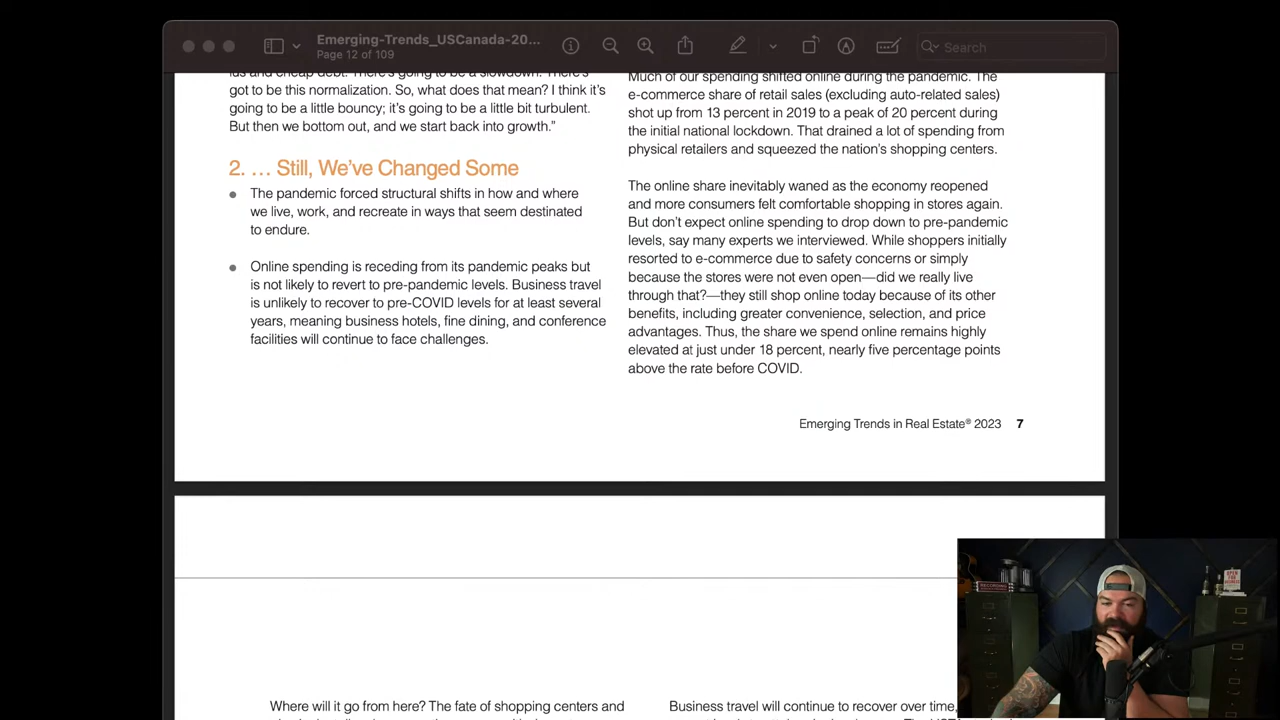 Emerging-Trends_USCanada-20...
Page 12 of 109
Search
and cheap debt. There's going to be a slowdown. There's
got to be this normalization. So, what does that mean? I think it's
going to be a little bouncy; it's going to be a little bit turbulent.
But then we bottom out, and we start back into growth.”
2. … Still, We've Changed Some
● The pandemic forced structural shifts in how and where
we live, work, and recreate in ways that seem destinated
to endure.
● Online spending is receding from its pandemic peaks but
is not likely to revert to pre-pandemic levels. Business travel
is unlikely to recover to pre-COVID levels for at least several
years, meaning business hotels, fine dining, and conference
facilities will continue to face challenges.
Much of our spending shifted online during the pandemic. The
e-commerce share of retail sales (excluding auto-related sales)
shot up from 13 percent in 2019 to a peak of 20 percent during
the initial national lockdown. That drained a lot of spending from
physical retailers and squeezed the nation's shopping centers.
The online share inevitably waned as the economy reopened
and more consumers felt comfortable shopping in stores again.
But don't expect online spending to drop down to pre-pandemic
levels, say many experts we interviewed. While shoppers initially
resorted to e-commerce due to safety concerns or simply
because the stores were not even open—did we really live
through that?—they still shop online today because of its other
benefits, including greater convenience, selection, and price
advantages. Thus, the share we spend online remains highly
elevated at just under 18 percent, nearly five percentage points
above the rate before COVID.
Emerging Trends in Real Estate® 2023 7
Where will it go from here? The fate of shopping centers and
Business travel will continue to recover over time,